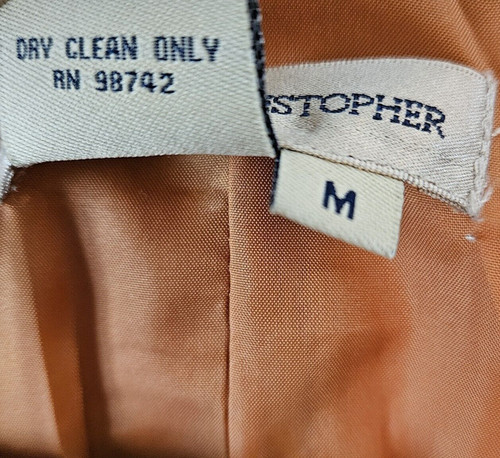 DRY CLEAN ONLY
RN 98742
ISTOPHER
M